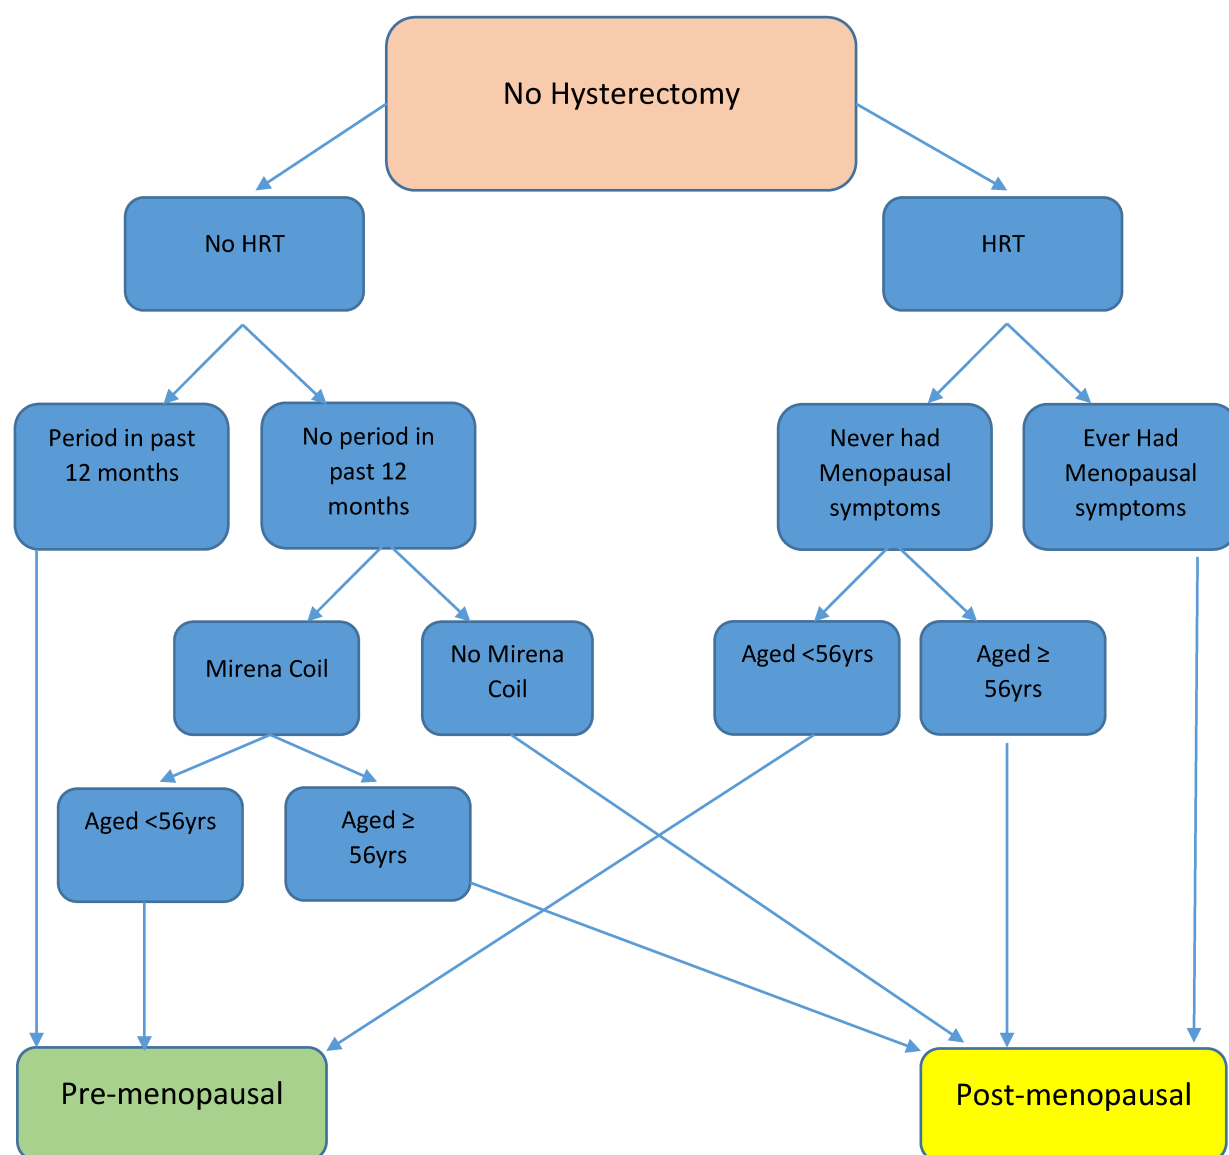 No Hysterectomy
No HRT
HRT
Period in past
12 months
No period in
past 12
months
Never had
Menopausal
symptoms
Ever Had
Menopausal
symptoms
Mirena Coil
No Mirena
Coil
Aged <56yrs
Aged ≥
56yrs
Aged <56yrs
Aged ≥
56yrs
Pre-menopausal
Post-menopausal